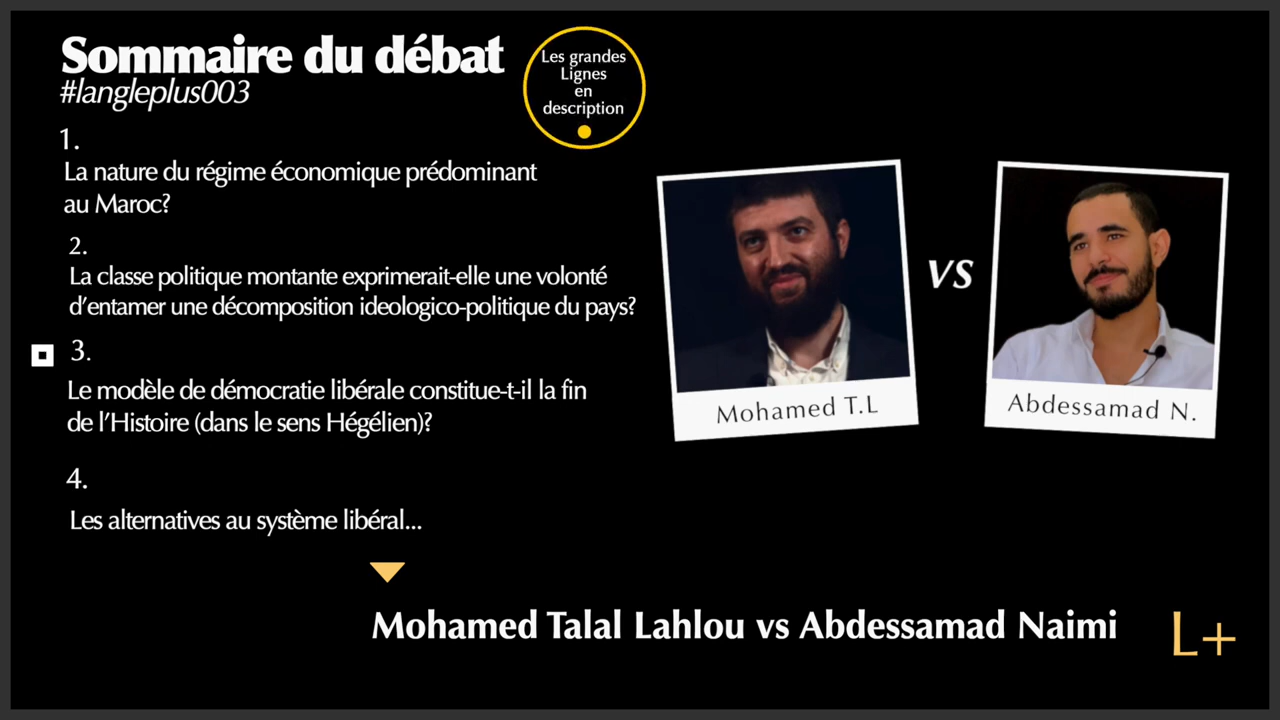 Sommaire du débat
#langleplus003
Les grandes
Lignes
en
description
1.
La nature du régime économique prédominant
au Maroc?
2.
La classe politique montante exprimerait-elle une volonté
d'entamer une décomposition ideologico-politique du pays?
3.
Le modèle de démocratie libérale constitue-t-il la fin
de l'Histoire (dans le sens Hégélien)?
4.
Les alternatives au système libéral...
Mohamed T.L
vs
Abdessamad N.
Mohamed Talal Lahlou vs Abdessamad Naimi
L+